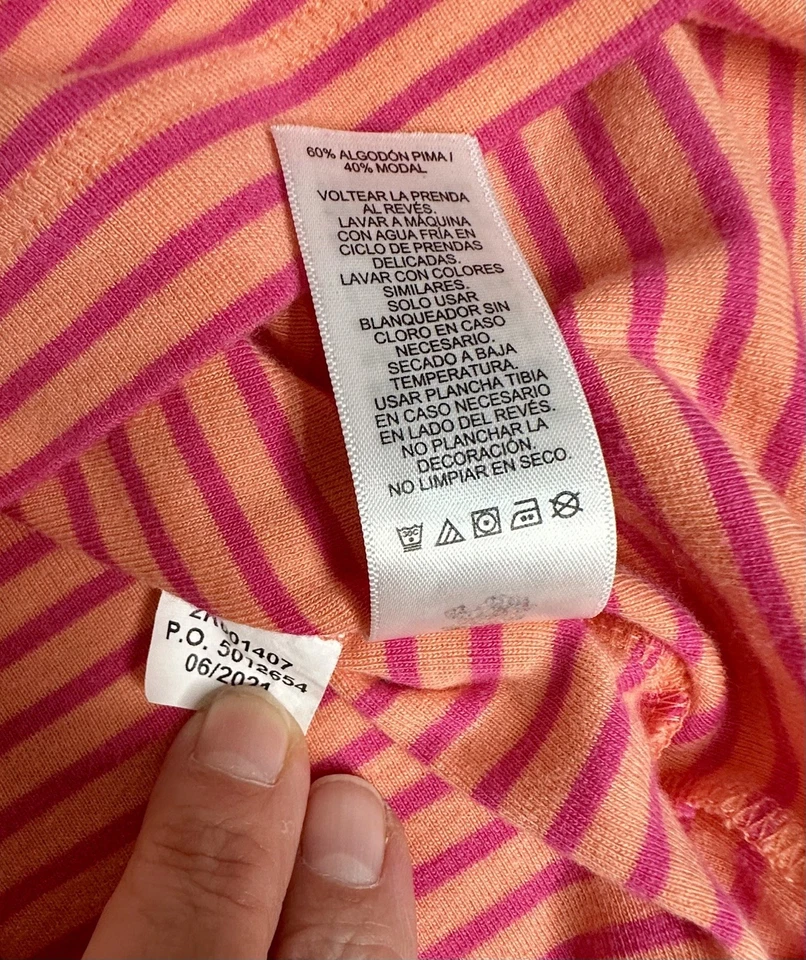 60% ALGODÓN PIMA /
40% MODAL
VOLTEAR LA PRENDA
AL REVÉS.
LAVAR A MÁQUINA
CON AGUA FRÍA EN
CICLO DE PRENDAS
DELICADAS.
LAVAR CON COLORES
SIMILARES.
SOLO USAR
BLANQUEADOR SIN
CLORO EN CASO
NECESARIO.
SECADO A BAJA
TEMPERATURA.
USAR PLANCHA TIBIA
EN CASO NECESARIO
EN LADO DEL REVÉS.
NO PLANCHAR LA
DECORACIÓN.
NO LIMPIAR EN SECO.
30C
P.O. 5012654
06/2021